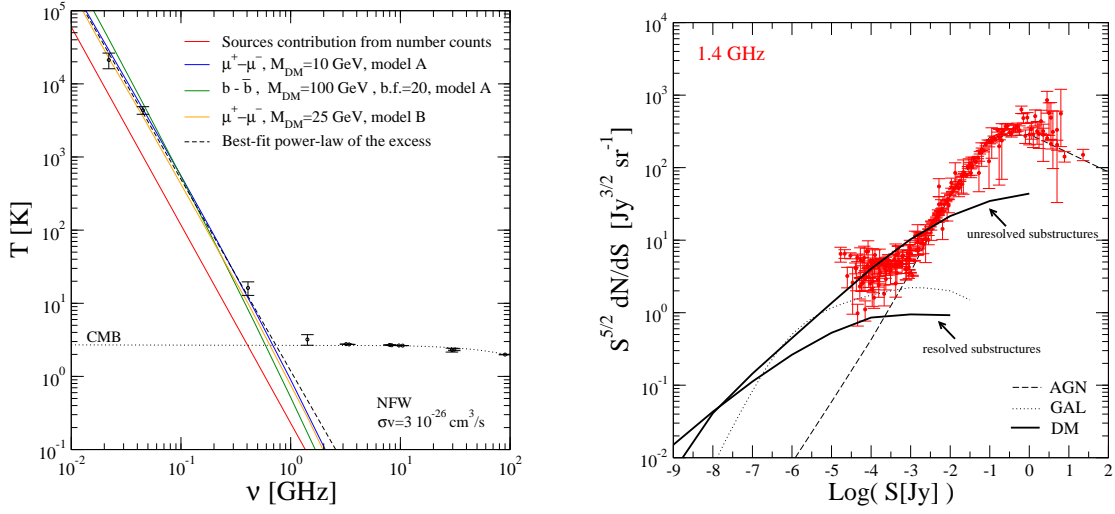 10^5
10^4
10^3
10^2
10^1
10^0
10^-1
T [K]
Sources contribution from number counts
μ^+-μ^-, M_DM=10 GeV, model A
b - b̄ , M_DM=100 GeV , b.f.=20, model A
μ^+-μ^-, M_DM=25 GeV, model B
Best-fit power-law of the excess
CMB
NFW
σv=3 10^-26 cm^3/s
10^-2 10^-1 10^0 10^1 10^2
ν [GHz]
10^4
10^3
10^2
10^1
10^0
10^-1
10^-2
S^5/2 dN/dS [Jy^3/2 sr^-1]
1.4 GHz
unresolved substructures
resolved substructures
AGN
GAL
DM
-9 -8 -7 -6 -5 -4 -3 -2 -1 0 1 2
Log( S[Jy] )